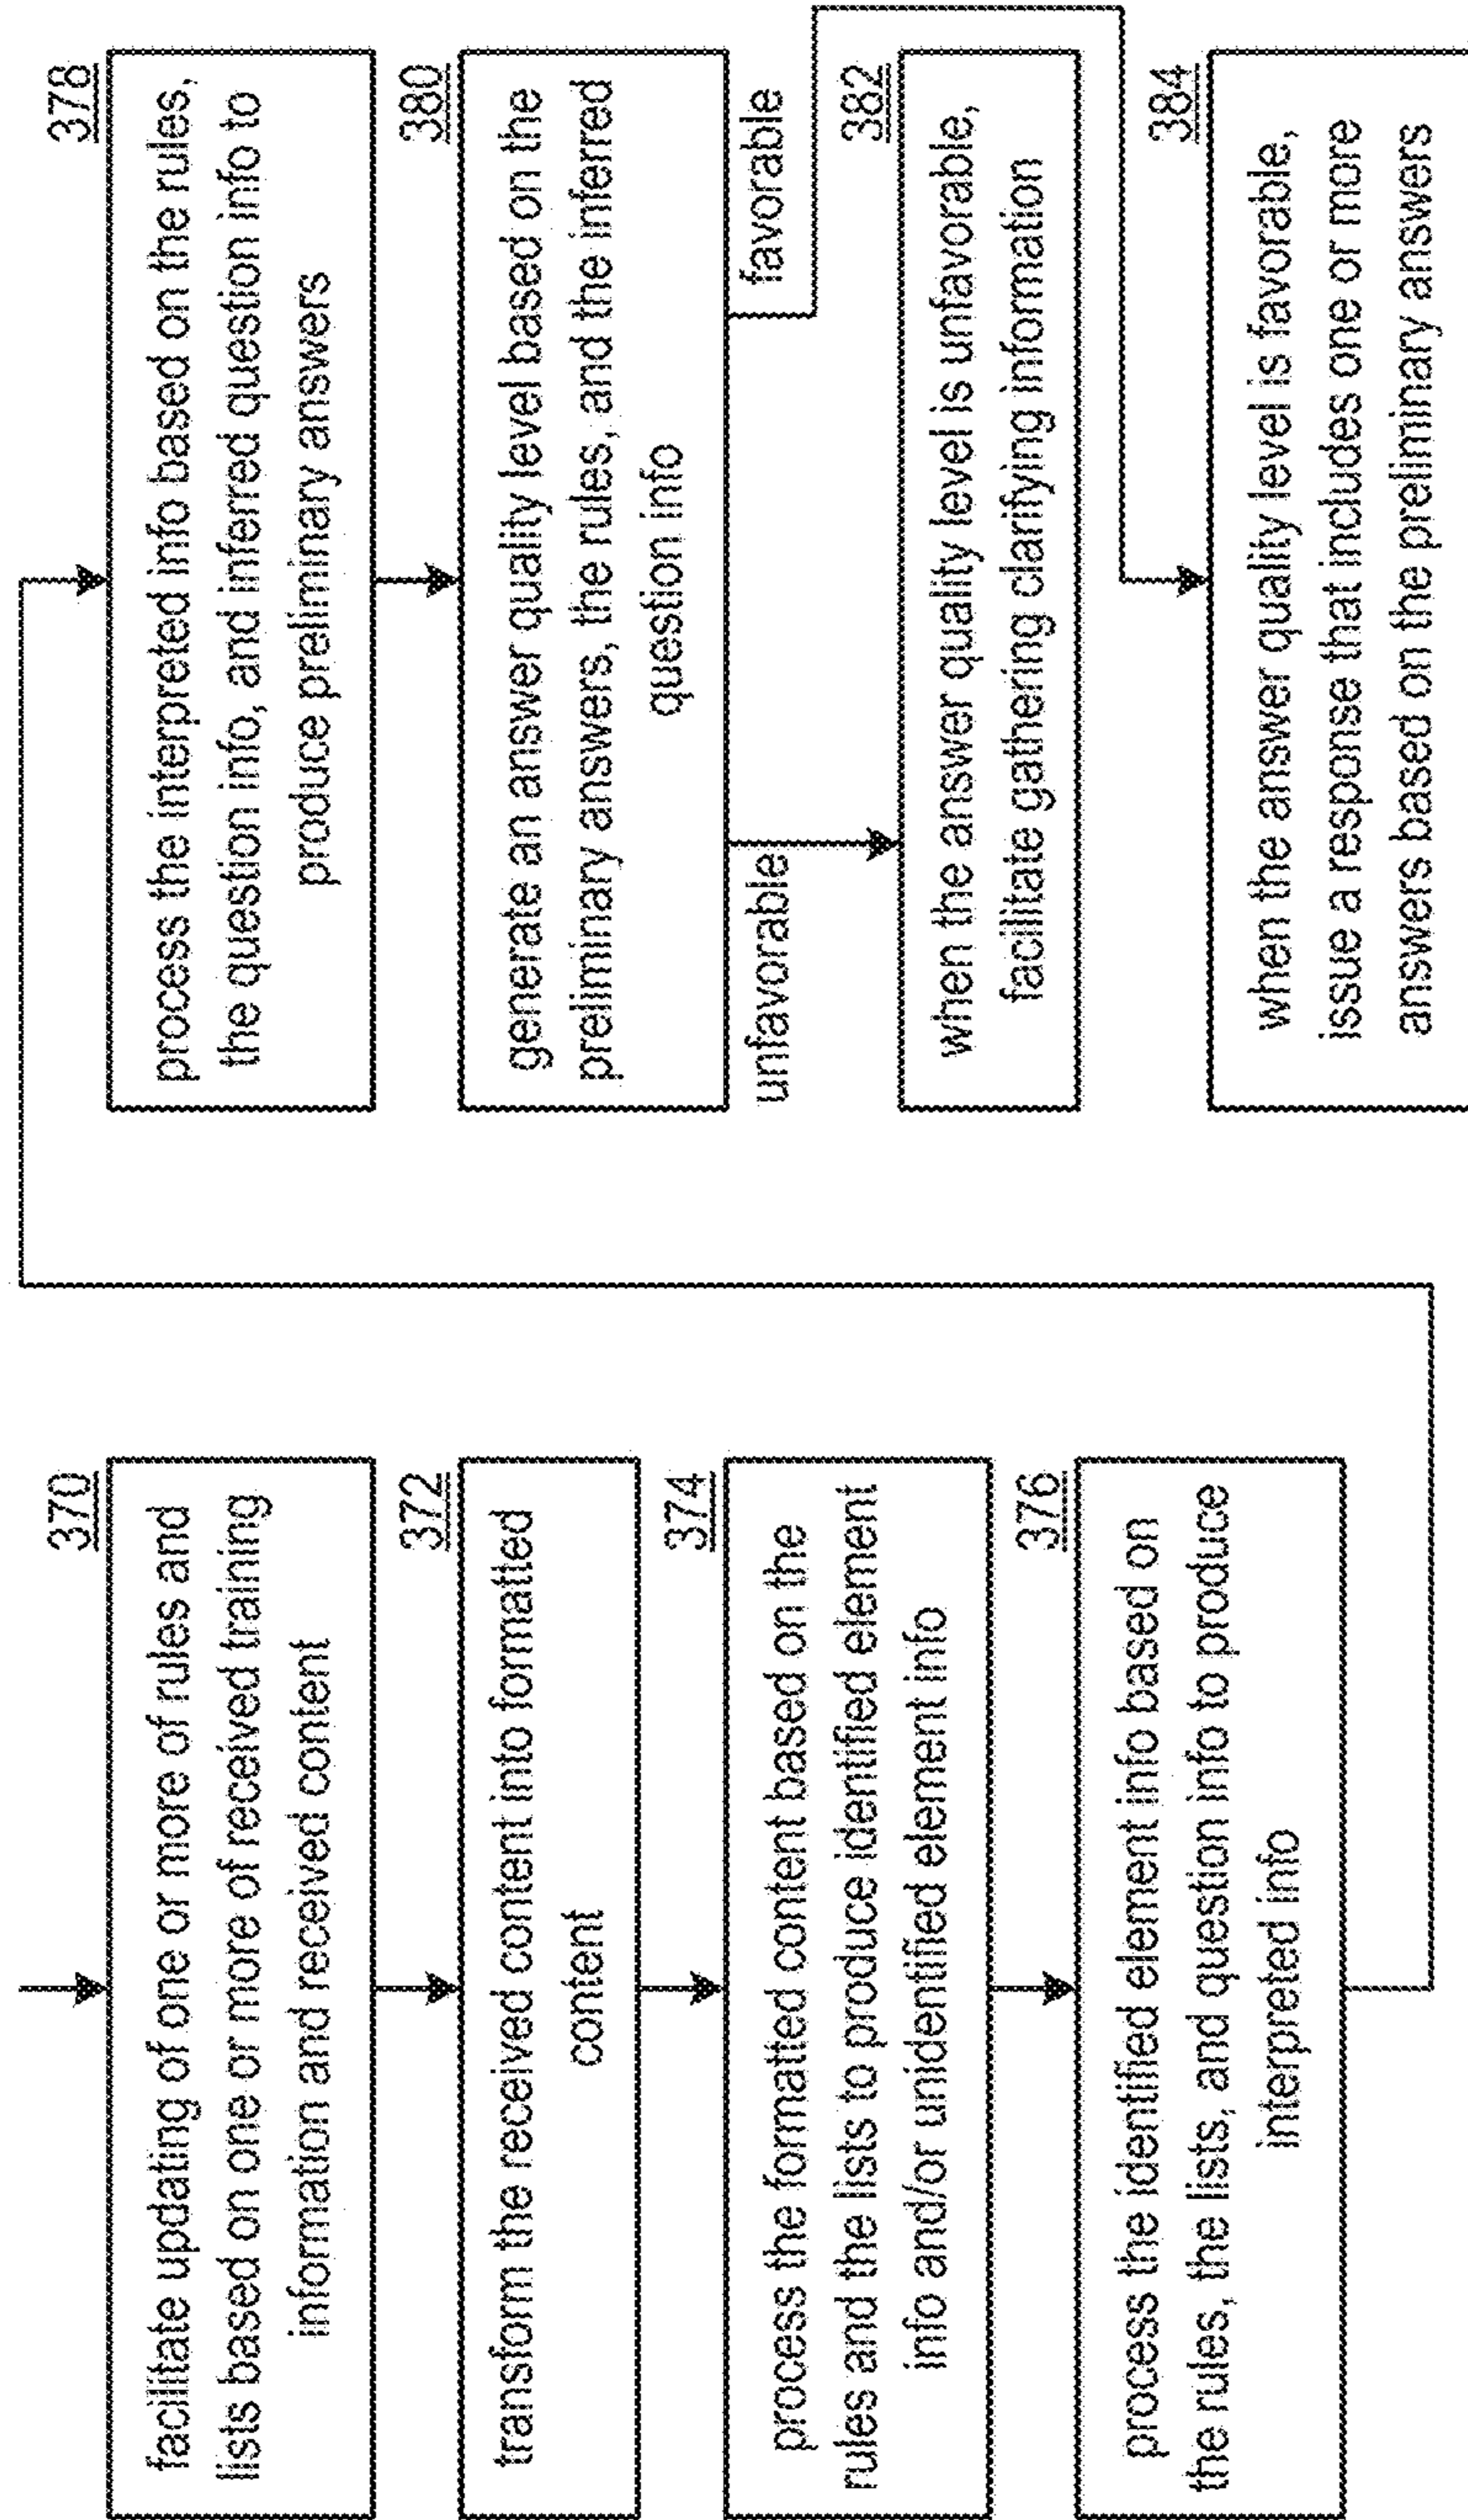 370
facilitate updating of one or more of rules and
lists based on one or more of received training
information and received content
372
transform the received content into formatted
content
374
process the formatted content based on the
rules and the lists to produce identified element
info and/or unidentified element info
376
process the identified element info based on
the rules, the lists, and question info to produce
interpreted info
378
process the interpreted info based on the rules,
the question info, and inferred question info to
produce preliminary answers
380
generate an answer quality level based on the
preliminary answers, the rules, and the inferred
question info
unfavorable
favorable
382
when the answer quality level is unfavorable,
facilitate gathering clarifying information
384
when the answer quality level is favorable,
issue a response that includes one or more
answers based on the preliminary answers